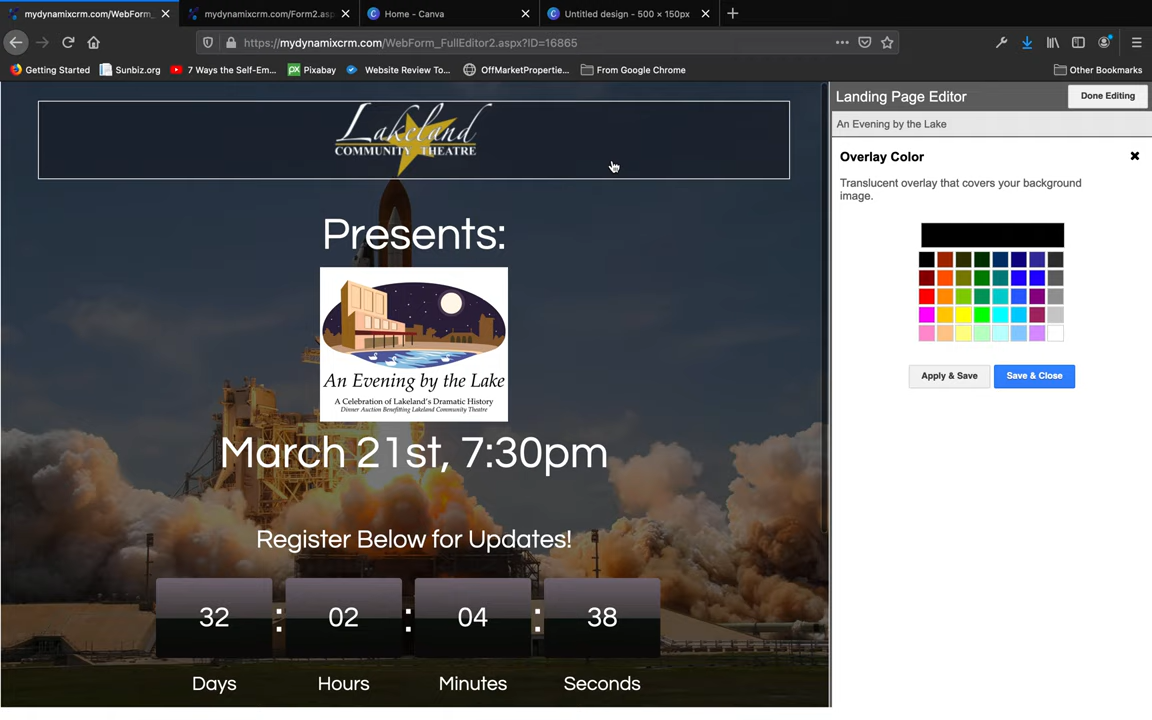 mydynamixcrm.com/WebForm_
mydynamixcrm.com/Form2.asp
Home - Canva
Untitled design - 500 × 150px
https://mydynamixcrm.com/WebForm_FullEditor2.aspx?ID=16865
Getting Started
Sunbiz.org
7 Ways the Self-Em...
Pixabay
Website Review To...
OffMarketPropertie...
From Google Chrome
Other Bookmarks
Lakeland
COMMUNITY THEATRE
Presents:
An Evening by the Lake
A Celebration of Lakeland's Dramatic History
Dinner Auction Benefitting Lakeland Community Theatre
March 21st, 7:30pm
Register Below for Updates!
32 : 02 : 04 : 38
Days Hours Minutes Seconds
Landing Page Editor
Done Editing
An Evening by the Lake
Overlay Color
Translucent overlay that covers your background
image.
Apply & Save
Save & Close